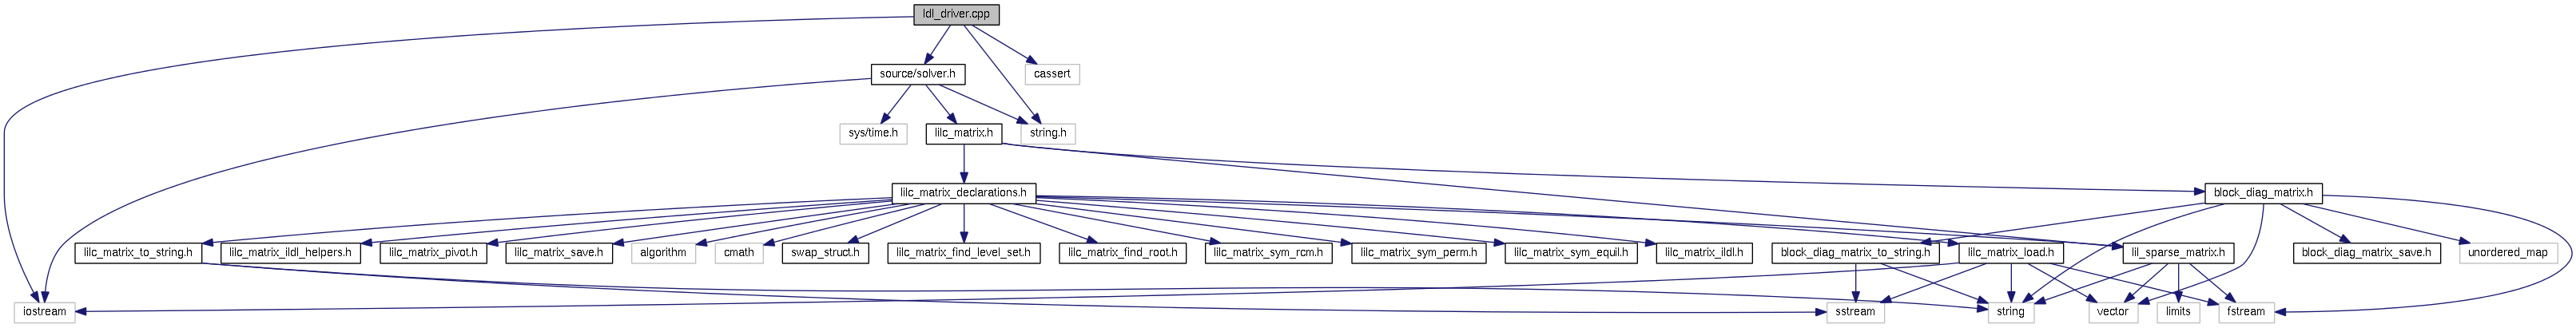 ldl_driver.cpp
source/solver.h
cassert
sys/time.h
lilc_matrix.h
string.h
lilc_matrix_declarations.h
block_diag_matrix.h
lilc_matrix_to_string.h
lilc_matrix_ildl_helpers.h
lilc_matrix_pivot.h
lilc_matrix_save.h
algorithm
cmath
swap_struct.h
lilc_matrix_find_level_set.h
lilc_matrix_find_root.h
lilc_matrix_sym_rcm.h
lilc_matrix_sym_perm.h
lilc_matrix_sym_equil.h
lilc_matrix_ildl.h
block_diag_matrix_to_string.h
lilc_matrix_load.h
lil_sparse_matrix.h
block_diag_matrix_save.h
unordered_map
iostream
sstream
string
vector
limits
fstream